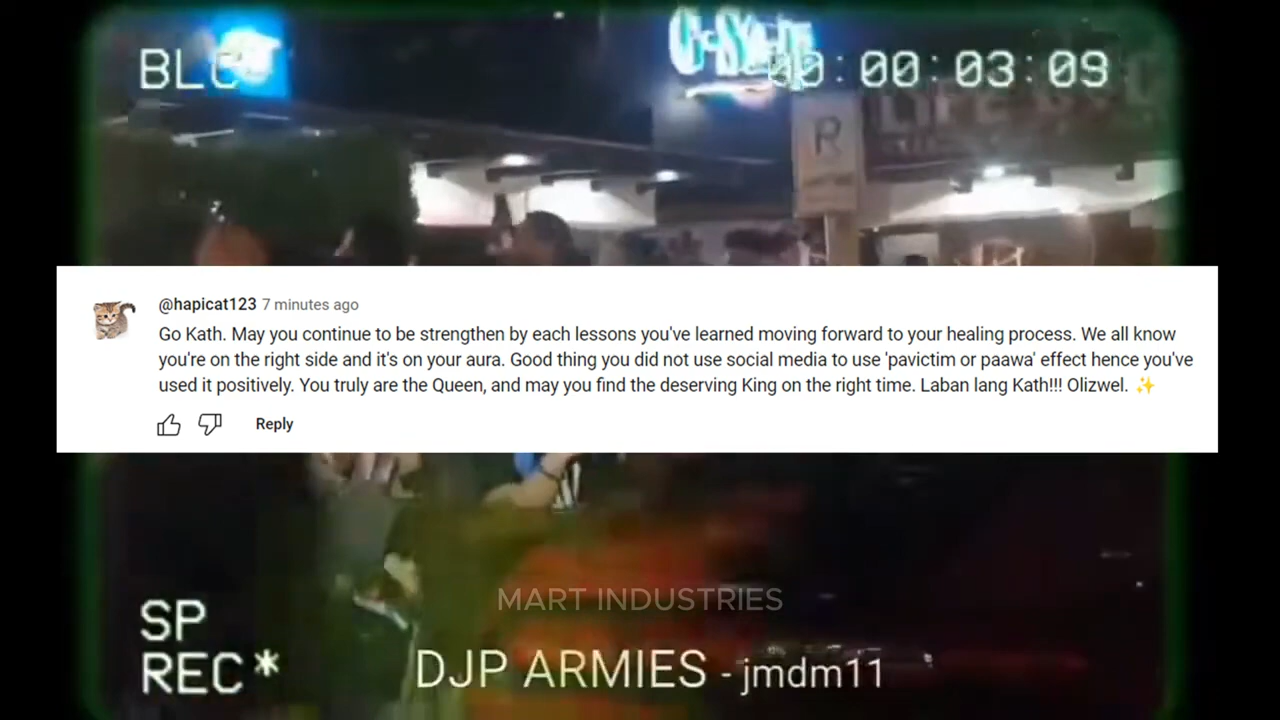 00:00:03:09
R
@hapicat123 7 minutes ago
Go Kath. May you continue to be strengthen by each lessons you've learned moving forward to your healing process. We all know
you're on the right side and it's on your aura. Good thing you did not use social media to use 'pavictim or paawa' effect hence you've
used it positively. You truly are the Queen, and may you find the deserving King on the right time. Laban lang Kath!!! Olizwel. ✨
Reply
MART INDUSTRIES
SP
REC*
DJP ARMIES - jmdm11